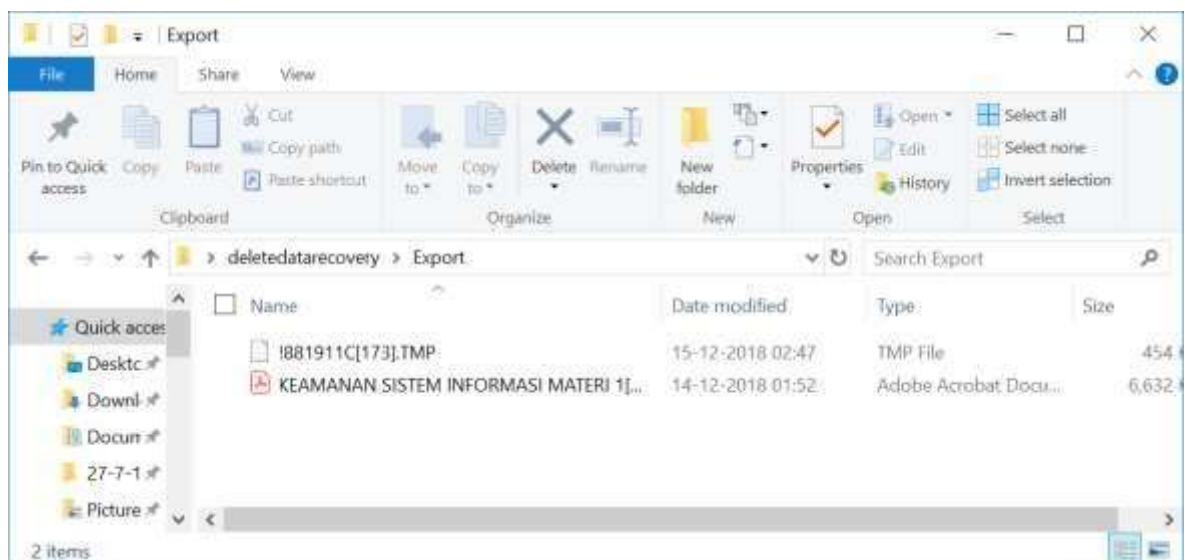 Export
File Home Share View
Pin to Quick access
Copy
Paste
Cut
Copy path
Paste shortcut
Move to
Copy to
Delete
Rename
New folder
Properties
Open
Edit
History
Select all
Select none
Invert selection
Clipboard Organize New Open Select
deletedatarecovery > Export
Search Export
Name Date modified Type Size
!881911C[173].TMP 15-12-2018 02:47 TMP File 454
KEAMANAN SISTEM INFORMASI MATERI 1[... 14-12-2018 01:52 Adobe Acrobat Docu... 6,632
Quick acces
Desktc
Downl
Docum
27-7-1
Picture
2 items